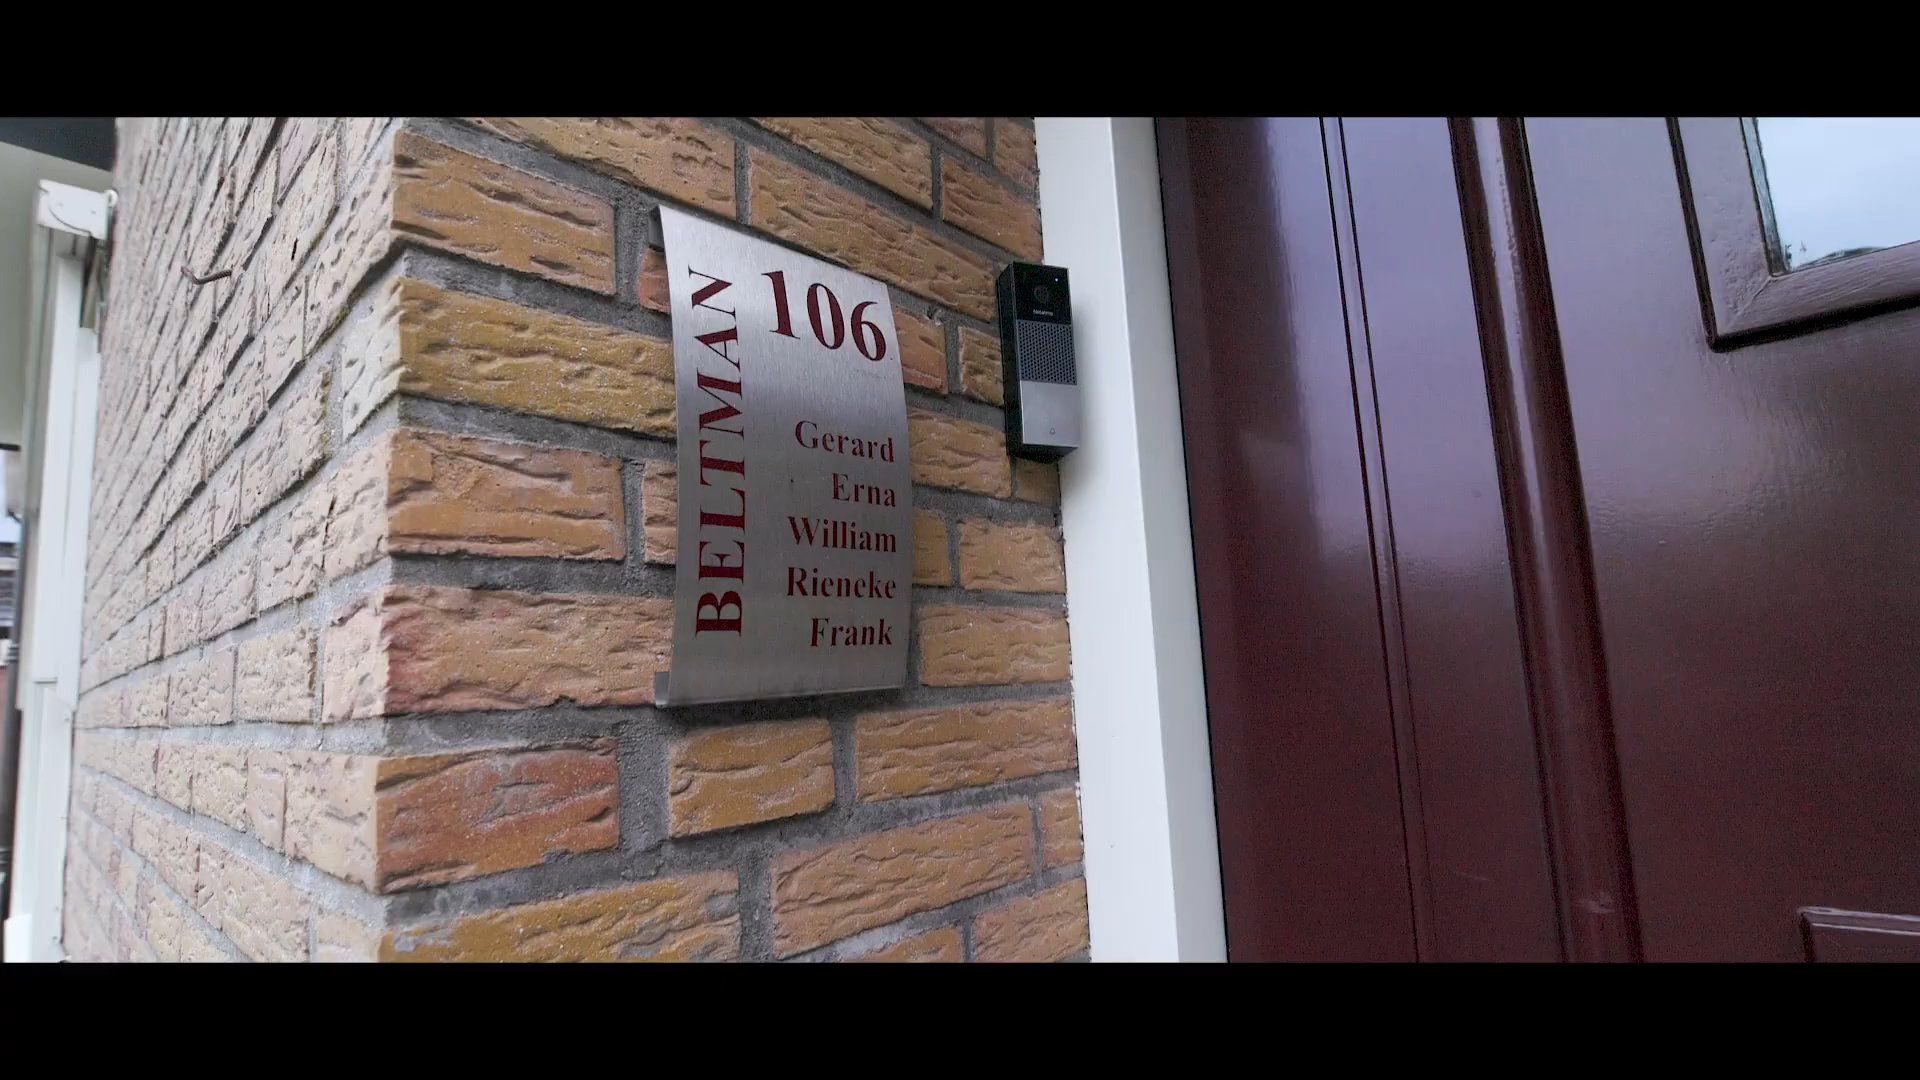 BELTMAN
106
Gerard
Erna
William
Rieneke
Frank